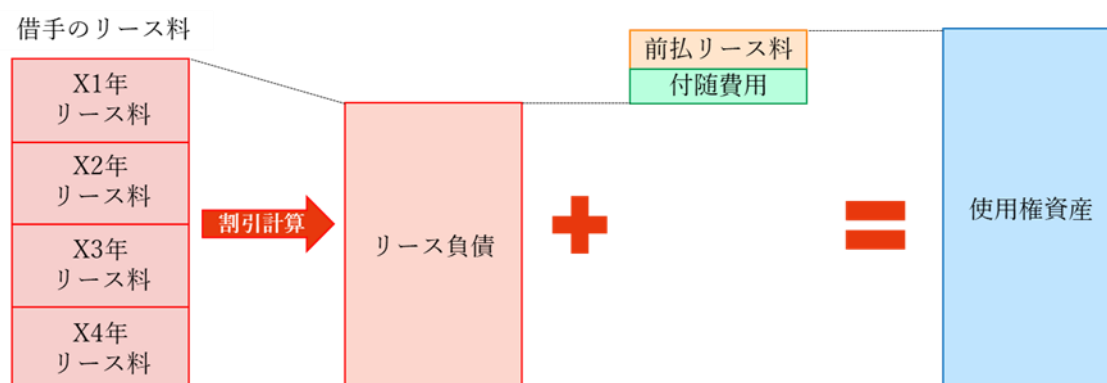 借手のリース料
X1年
リース料
X2年
リース料
X3年
リース料
X4年
リース料
割引計算
リース負債
前払リース料
付随費用
使用権資産